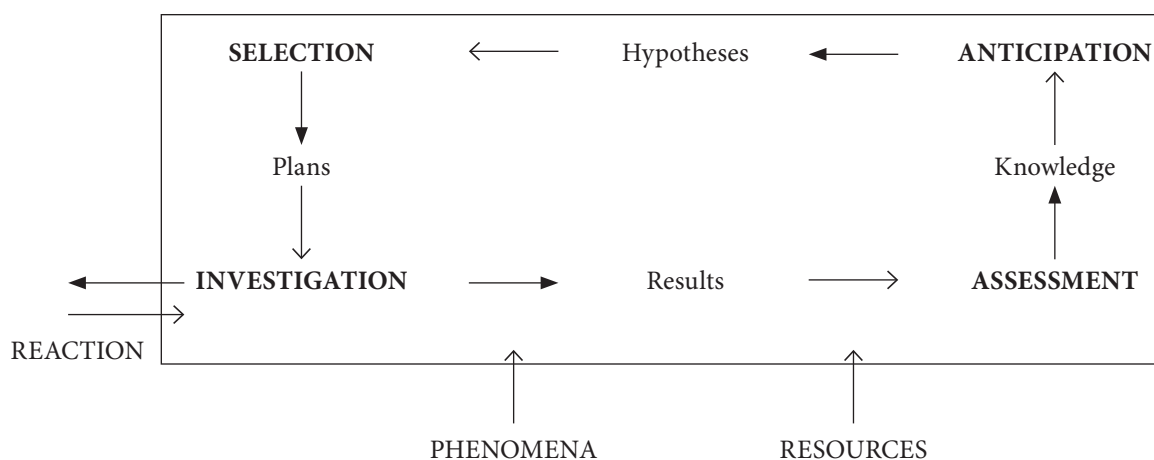 SELECTION Hypotheses ANTICIPATION
Plans Knowledge
INVESTIGATION Results ASSESSMENT
REACTION
PHENOMENA RESOURCES